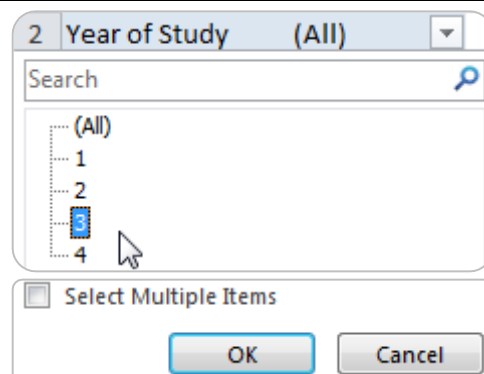 2 Year of Study (All)
Search
(All)
1
2
3
4
Select Multiple Items
OK Cancel